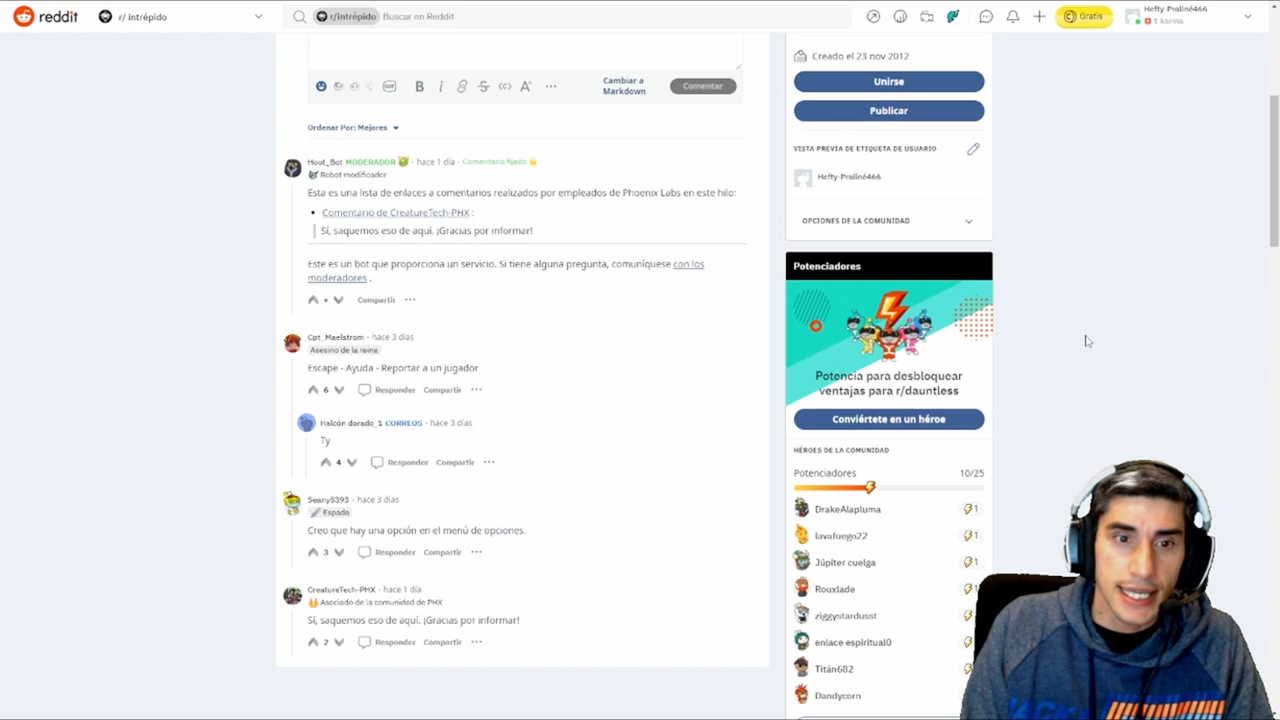 reddit
r/ intrépido
r/intrépido
Buscar en Reddit
Gratis
Hefty-Praliné466
1 karma
GIF
B i
Cambiar a
Markdown
Comentar
Ordenar Por: Mejores
Hoot_Bot MODERADOR · hace 1 día · Comentario fijado
Robot modificador
Esta es una lista de enlaces a comentarios realizados por empleados de Phoenix Labs en este hilo:
• Comentario de CreatureTech-PHX :
Sí, saquemos eso de aquí. ¡Gracias por informar!
Este es un bot que proporciona un servicio. Si tiene alguna pregunta, comuníquese con los
moderadores .
• Compartir ···
Cpt_Maelstrom · hace 3 días
Asesino de la reina
Escape - Ayuda - Reportar a un jugador
6 Responder Compartir ···
Halcón dorado_1 CORREOS · hace 3 días
Ty
4 Responder Compartir ···
Seany8393 · hace 3 días
Espada
Creo que hay una opción en el menú de opciones.
3 Responder Compartir ···
CreatureTech-PHX · hace 1 día
Asociado de la comunidad de PHX
Sí, saquemos eso de aquí. ¡Gracias por informar!
2 Responder Compartir ···
Creado el 23 nov 2012
Unirse
Publicar
VISTA PREVIA DE ETIQUETA DE USUARIO
Hefty-Praliné466
OPCIONES DE LA COMUNIDAD
Potenciadores
Potencia para desbloquear
ventajas para r/dauntless
Conviértete en un héroe
HÉROES DE LA COMUNIDAD
Potenciadores 10/25
DrakeAlapluma 1
lavafuego22 1
Júpiter cuelga 1
Rouxlade
ziggystardusst
enlace espiritual0
Titán682
Dandycorn